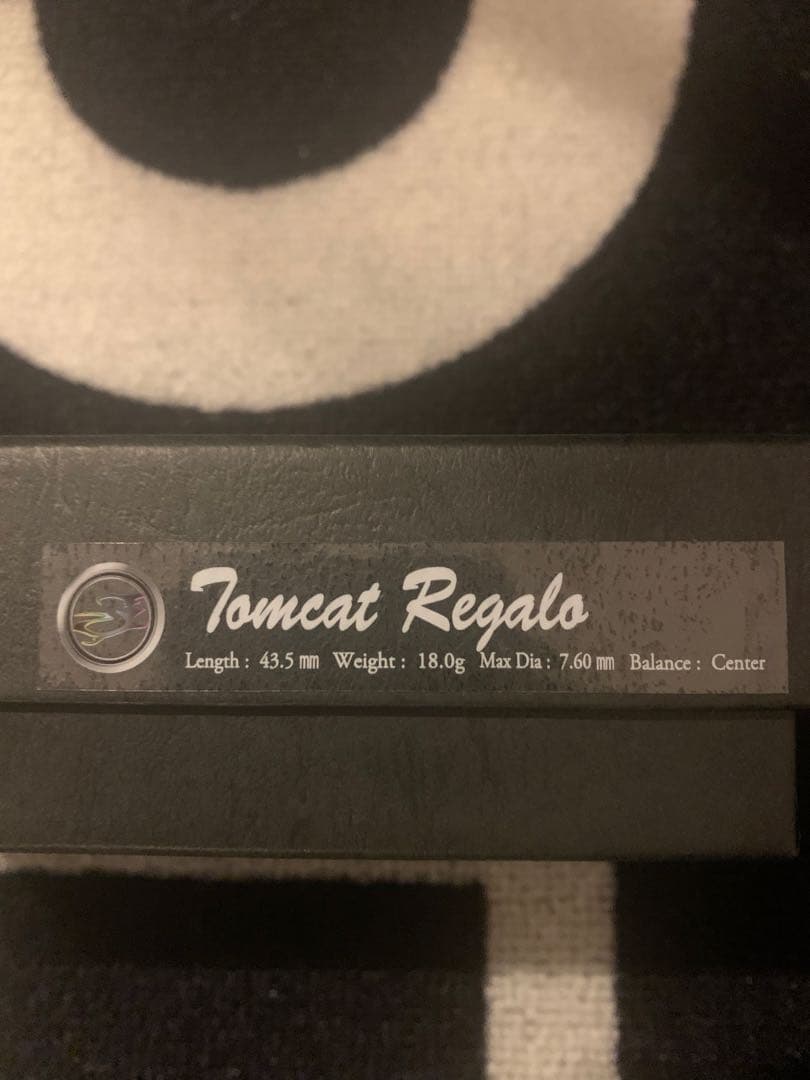 Tomcat Regalo
Length : 43.5 ㎜ Weight : 18.0g Max Dia : 7.60 ㎜ Balance : Center